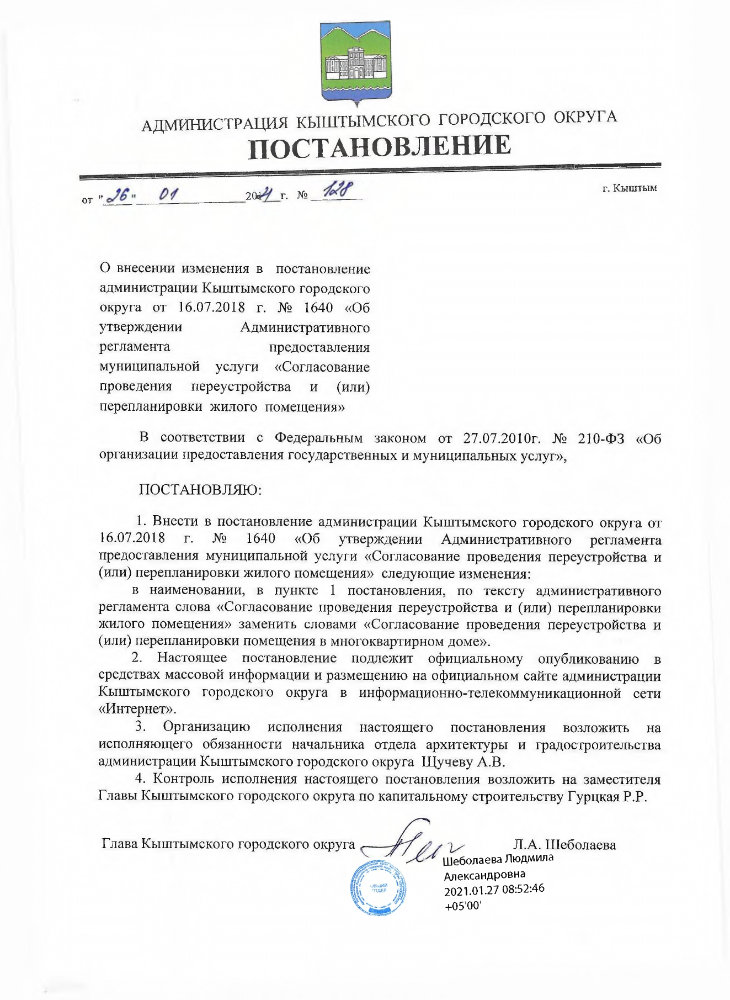 АДМИНИСТРАЦИЯ КЫШТЫМСКОГО ГОРОДСКОГО ОКРУГА
ПОСТАНОВЛЕНИЕ
от "26" 01 2021 г. № 128
г. Кыштым
О внесении изменения в постановление
администрации Кыштымского городского
округа от 16.07.2018 г. № 1640 «Об
утверждении Административного
регламента предоставления
муниципальной услуги «Согласование
проведения переустройства и (или)
перепланировки жилого помещения»
В соответствии с Федеральным законом от 27.07.2010г. № 210-ФЗ «Об
организации предоставления государственных и муниципальных услуг»,
ПОСТАНОВЛЯЮ:
1. Внести в постановление администрации Кыштымского городского округа от
16.07.2018 г. № 1640 «Об утверждении Административного регламента
предоставления муниципальной услуги «Согласование проведения переустройства и
(или) перепланировки жилого помещения» следующие изменения:
в наименовании, в пункте 1 постановления, по тексту административного
регламента слова «Согласование проведения переустройства и (или) перепланировки
жилого помещения» заменить словами «Согласование проведения переустройства и
(или) перепланировки помещения в многоквартирном доме».
2. Настоящее постановление подлежит официальному опубликованию в
средствах массовой информации и размещению на официальном сайте администрации
Кыштымского городского округа в информационно-телекоммуникационной сети
«Интернет».
3. Организацию исполнения настоящего постановления возложить на
исполняющего обязанности начальника отдела архитектуры и градостроительства
администрации Кыштымского городского округа Щучеву А.В.
4. Контроль исполнения настоящего постановления возложить на заместителя
Главы Кыштымского городского округа по капитальному строительству Гурцкая Р.Р.
Глава Кыштымского городского округа Л.А. Шеболаева
Шеболаева Людмила
Александровна
2021.01.27 08:52:46
+05'00'
ОБЩИЙ
ОТДЕЛ